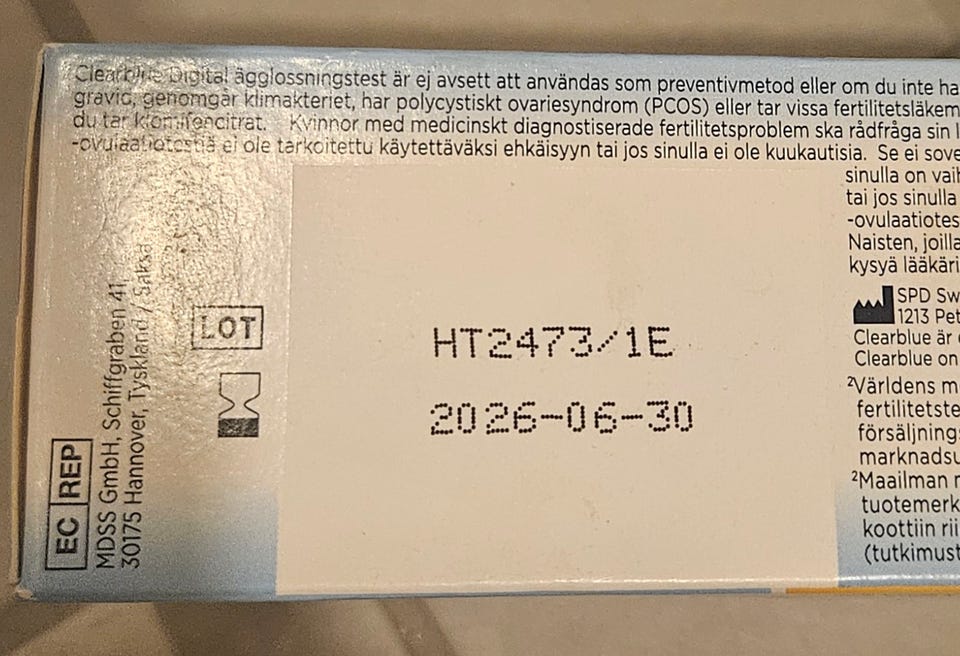 Clearblue Digital ägglossningstest är ej avsett att användas som preventivmetod eller om du inte ha
gravid, genomgår klimakteriet, har polycystiskt ovariesyndrom (PCOS) eller tar vissa fertilitetsläkem
du tar klomifencitrat. Kvinnor med medicinskt diagnostiserade fertilitetsproblem ska rådfråga sin l
-ovulaatiotestiä ei ole tarkoitettu käytettäväksi ehkäisyyn tai jos sinulla ei ole kuukautisia. Se ei sove
sinulla on vaih
tai jos sinulla
-ovulaatiotes
Naisten, joilla
kysyä lääkäri
EC REP
MDSS GmbH, Schiffgraben 41,
30175 Hannover, Tyskland / Saksa
LOT
HT2473/1E
2026-06-30
SPD Sw
1213 Pet
Clearblue är
Clearblue on
²Världens m
fertilitetste
försäljning
marknadsu
²Maailman
tuotemerk
koottiin rii
(tutkimust